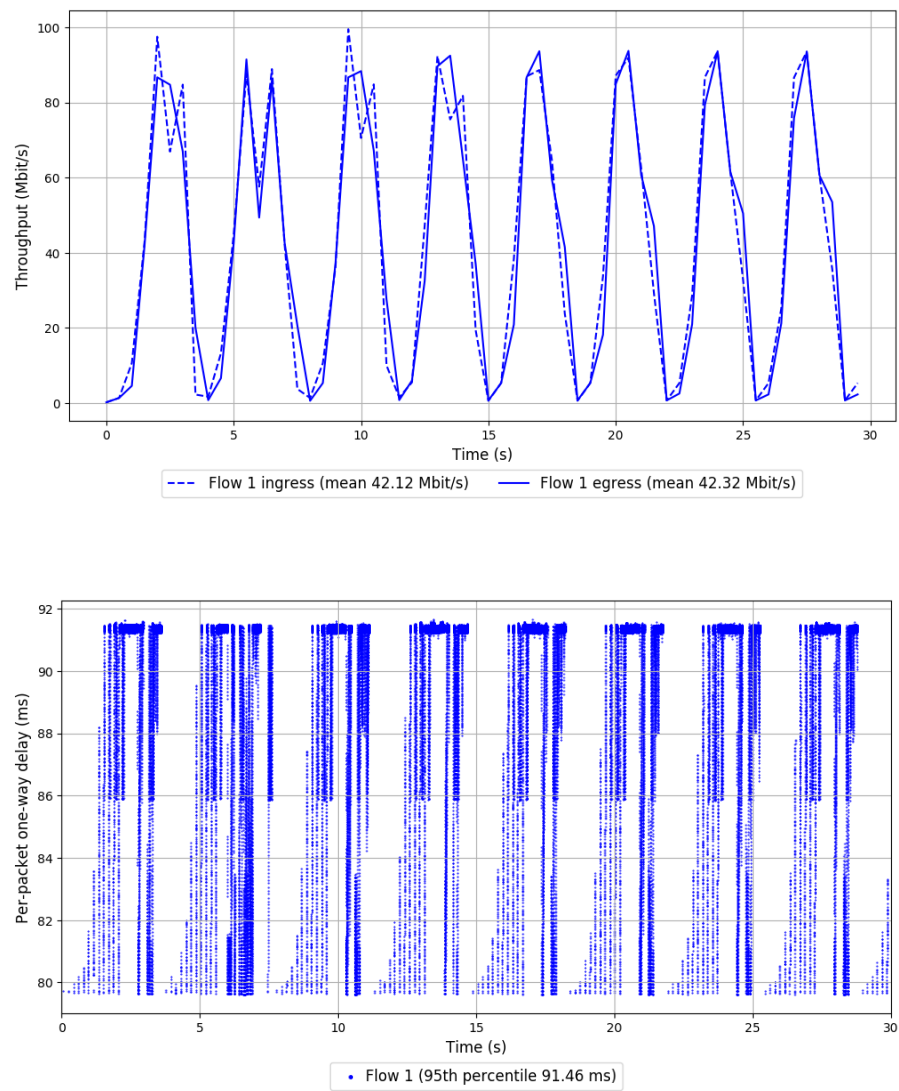 100
80
60
40
20
0
Throughput (Mbit/s)
0 5 10 15 20 25 30
Time (s)
Flow 1 ingress (mean 42.12 Mbit/s) Flow 1 egress (mean 42.32 Mbit/s)
92
90
88
86
84
82
80
Per-packet one-way delay (ms)
0 5 10 15 20 25 30
Time (s)
Flow 1 (95th percentile 91.46 ms)